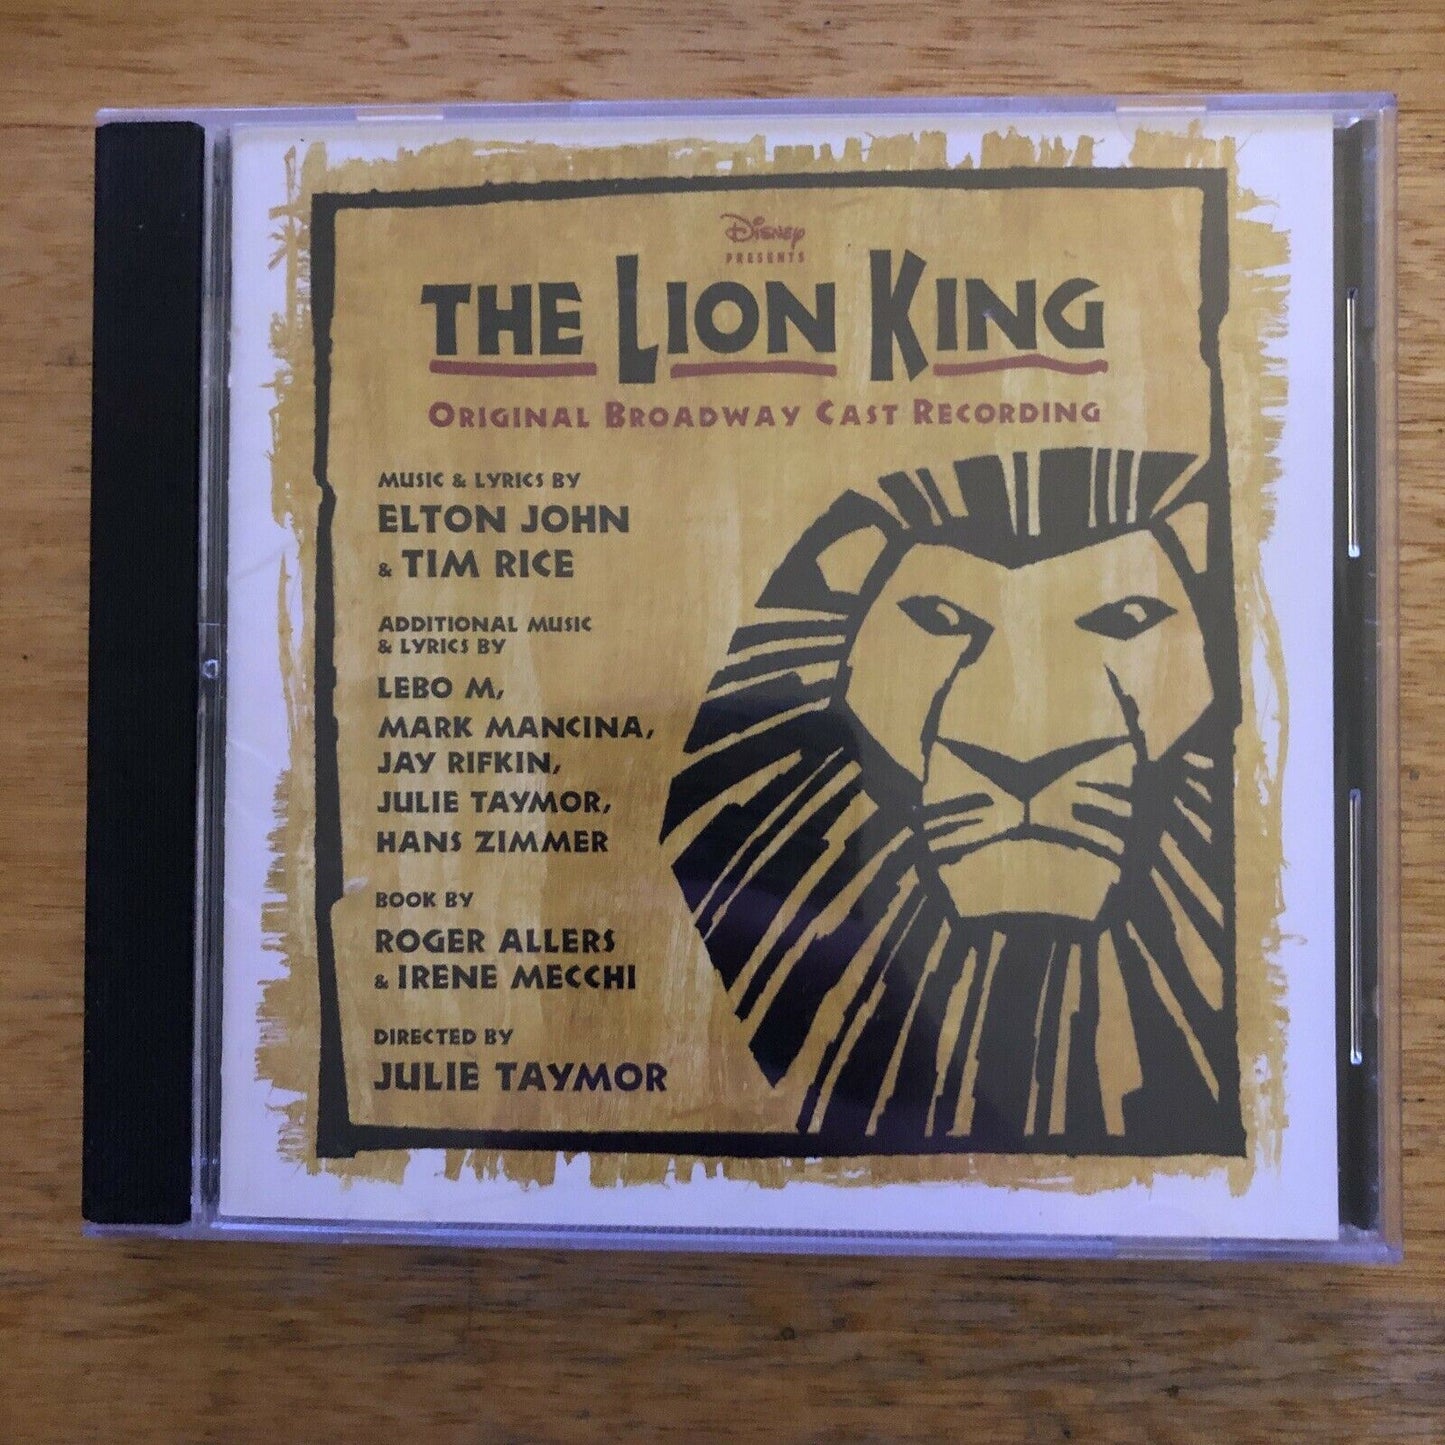 Disney
PRESENTS
THE LION KING
ORIGINAL BROADWAY CAST RECORDING
MUSIC & LYRICS BY
ELTON JOHN
& TIM RICE
ADDITIONAL MUSIC
& LYRICS BY
LEBO M,
MARK MANCINA,
JAY RIFKIN,
JULIE TAYMOR,
HANS ZIMMER
BOOK BY
ROGER ALLERS
& IRENE MECCHI
DIRECTED BY
JULIE TAYMOR